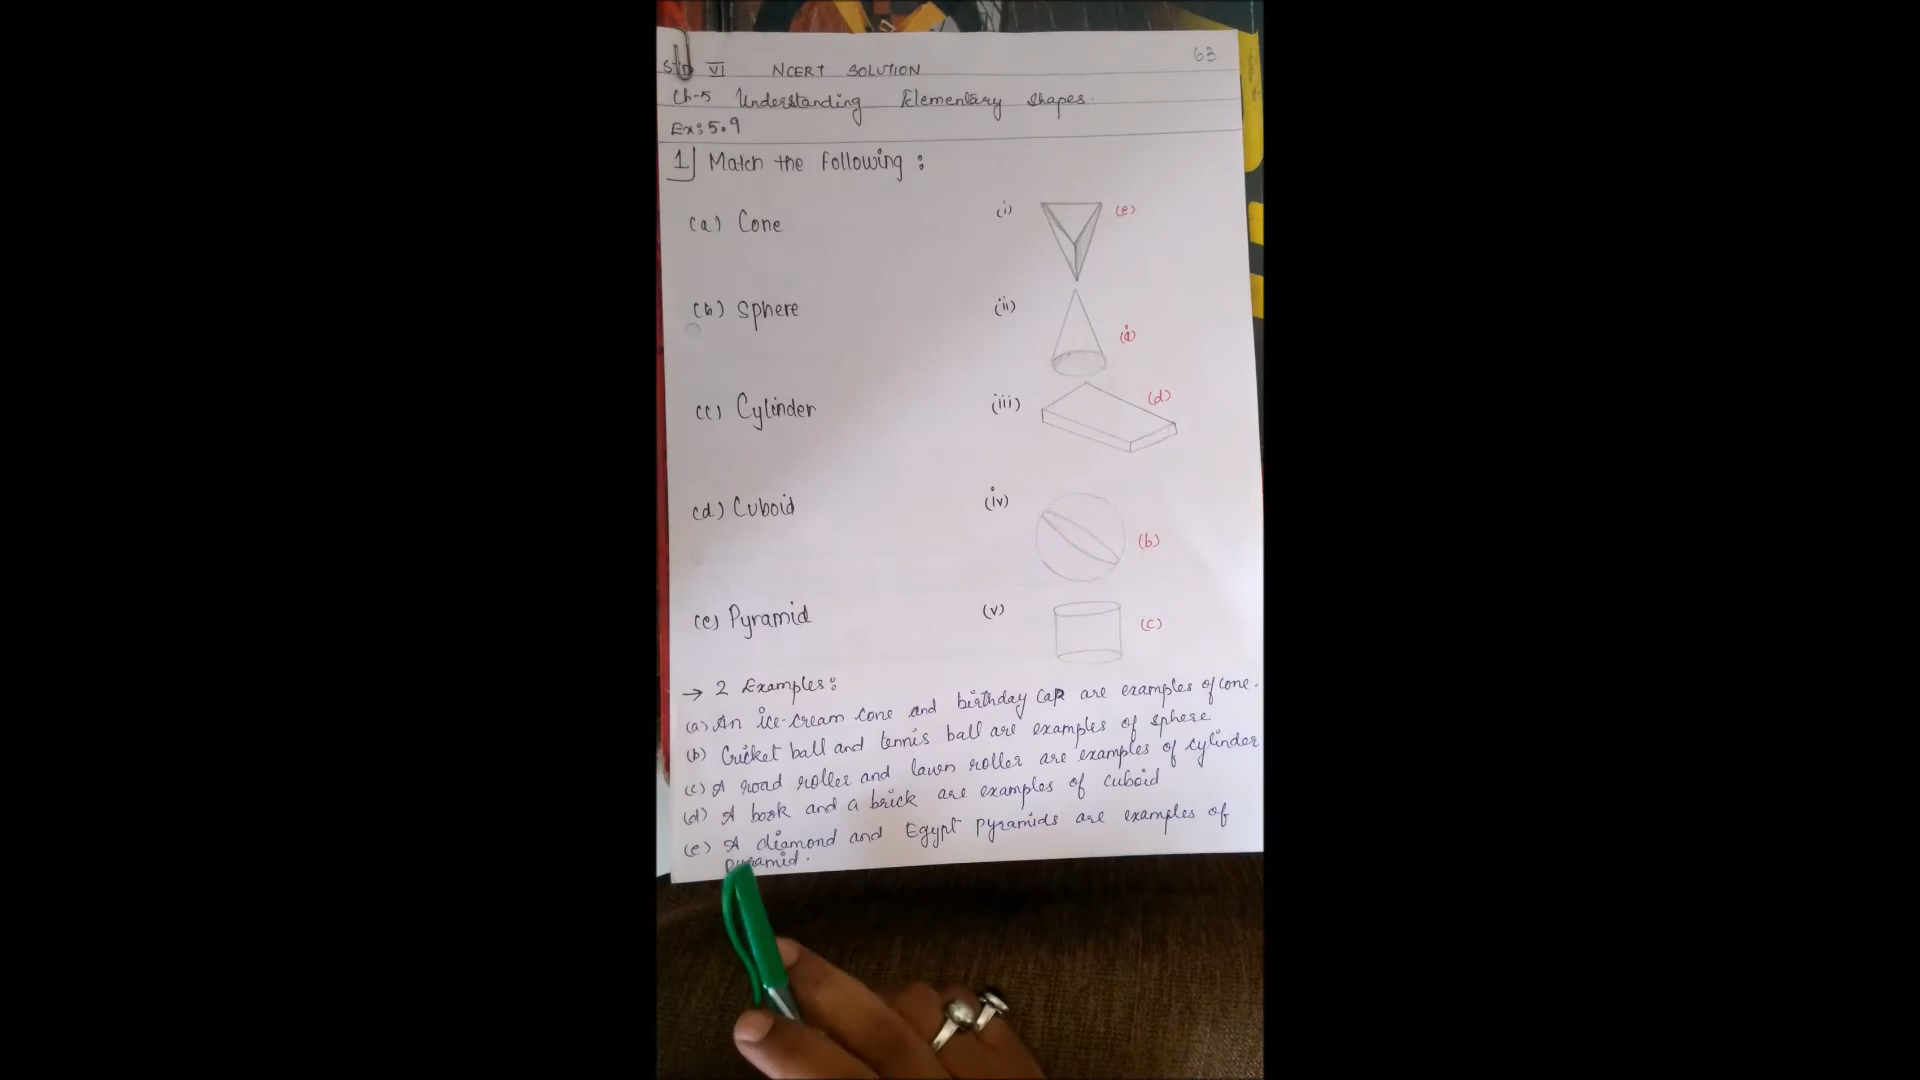 63
Std VI NCERT SOLUTION
Ch-5 Understanding Elementary Shapes.
Ex: 5.9
1] Match the following :
(a) Cone (i) (e)
(b) Sphere (ii) (a)
(c) Cylinder (iii) (d)
(d) Cuboid (iv) (b)
(e) Pyramid (v) (c)
→ 2 Examples:
(a) An ice-cream cone and birthday cap are examples of cone.
(b) Cricket ball and tennis ball are examples of sphere.
(c) A road roller and lawn roller are examples of cylinder
(d) A book and a brick are examples of cuboid
(e) A diamond and Egypt pyramids are examples of
pyramid.